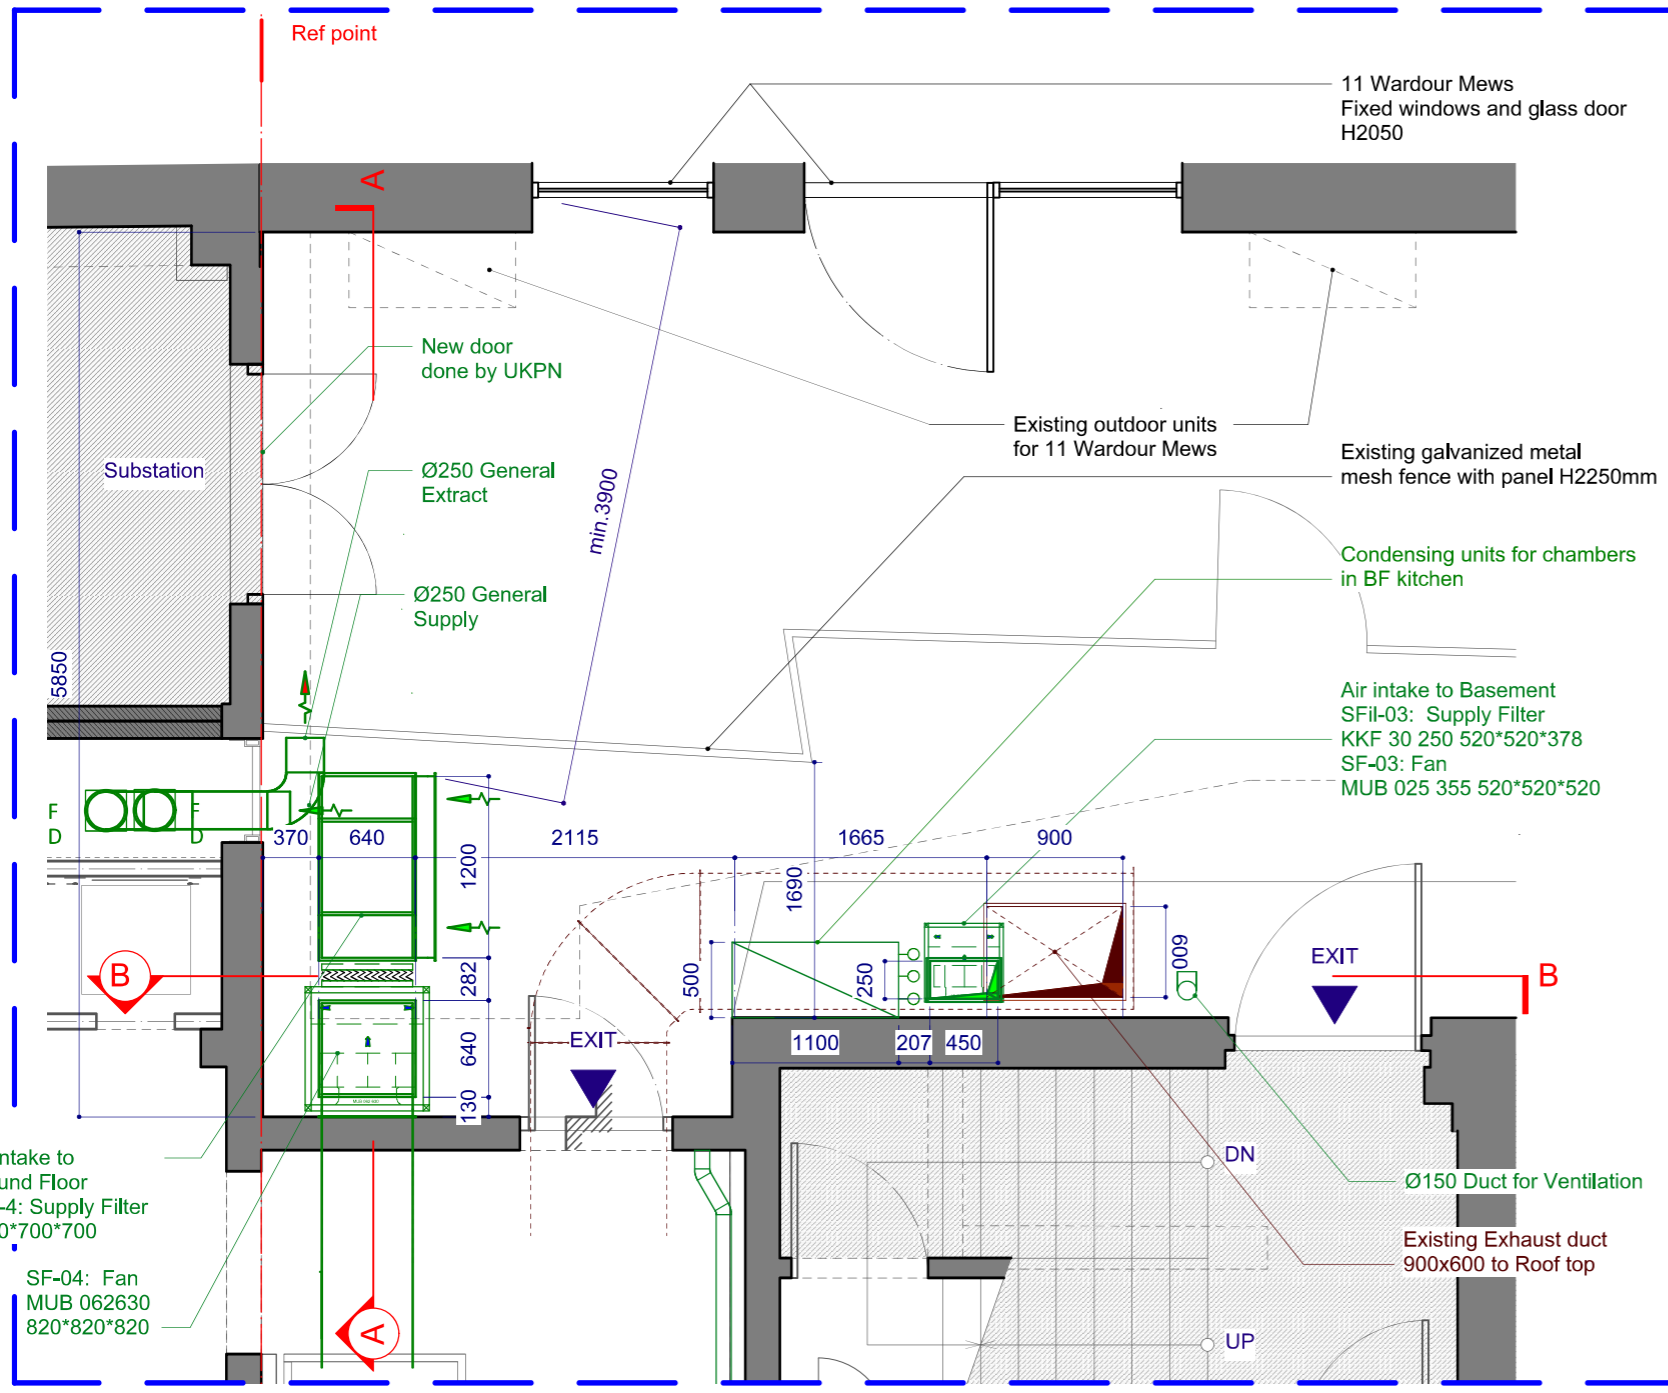 Ref point
11 Wardour Mews
Fixed windows and glass door
H2050
A
New door
done by UKPN
Existing outdoor units
for 11 Wardour Mews
Existing galvanized metal
mesh fence with panel H2250mm
Substation
Ø250 General
Extract
min.3900
Condensing units for chambers
in BF kitchen
Ø250 General
Supply
5850
Air intake to Basement
SFil-03: Supply Filter
KKF 30 250 520*520*378
SF-03: Fan
MUB 025 355 520*520*520
F
D
F
D
370
640
2115
1665
900
1200
1690
B
282
500
250
600
EXIT
B
640
EXIT
1100
207
450
130
DN
ntake to
und Floor
-4: Supply Filter
0*700*700
Ø150 Duct for Ventilation
Existing Exhaust duct
900x600 to Roof top
SF-04: Fan
MUB 062630
820*820*820
A
UP